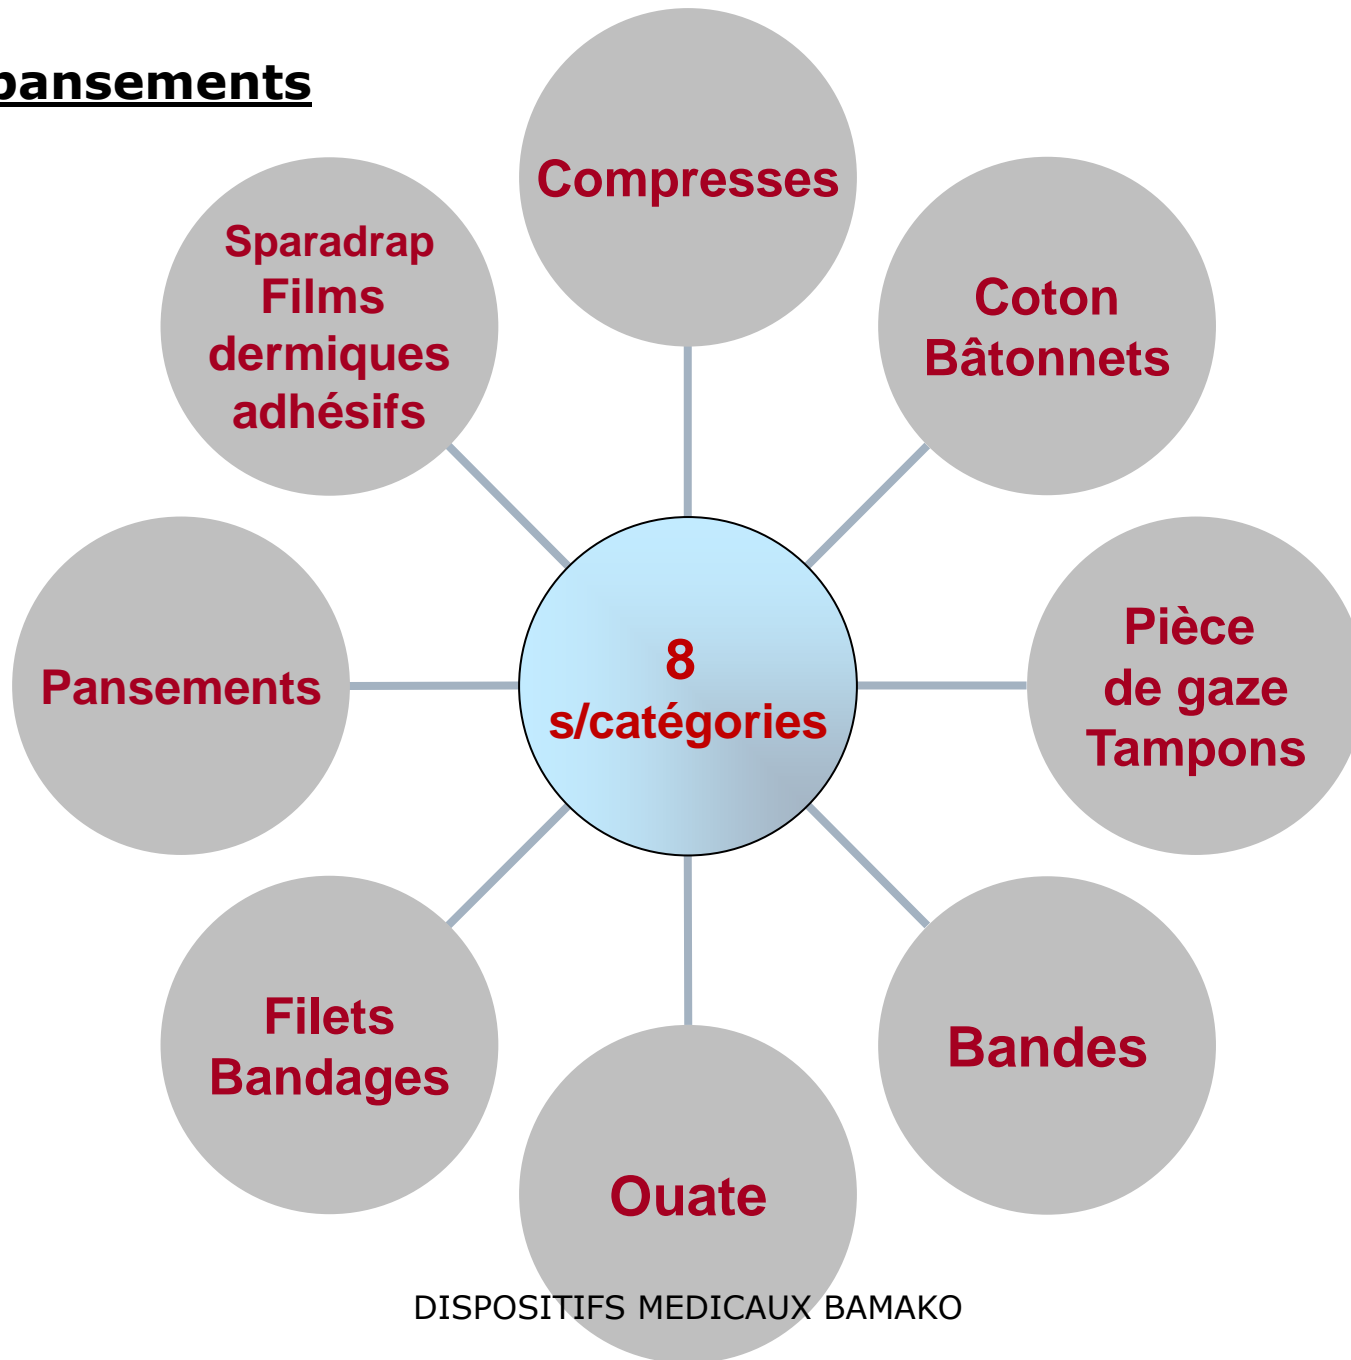 pansements
Compresses
Coton
Bâtonnets
Pièce
de gaze
Tampons
Bandes
Ouate
Filets
Bandages
Pansements
Sparadrap
Films
dermiques
adhésifs
8
s/catégories
DISPOSITIFS MEDICAUX BAMAKO